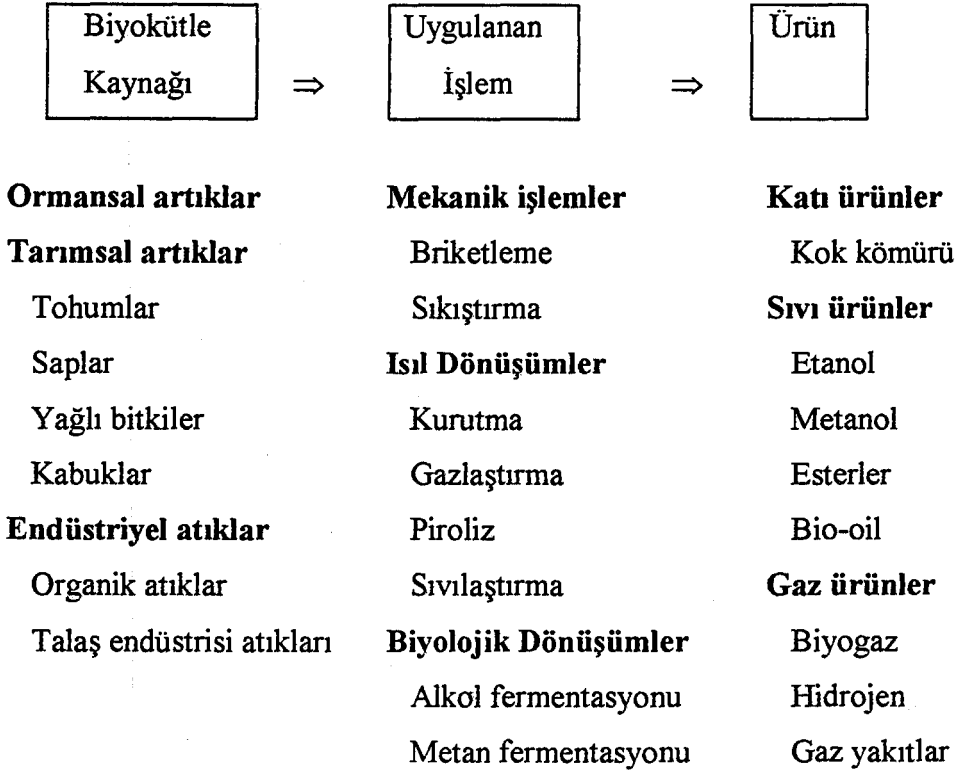 Biyokütle
Kaynağı
⇒
Uygulanan
İşlem
⇒
Ürün
Ormansal artıklar
Tarımsal artıklar
Tohumlar
Saplar
Yağlı bitkiler
Kabuklar
Endüstriyel atıklar
Organik atıklar
Talaş endüstrisi atıkları
Mekanik işlemler
Briketleme
Sıkıştırma
Isıl Dönüşümler
Kurutma
Gazlaştırma
Piroliz
Sıvılaştırma
Biyolojik Dönüşümler
Alkol fermentasyonu
Metan fermentasyonu
Katı ürünler
Kok kömürü
Sıvı ürünler
Etanol
Metanol
Esterler
Bio-oil
Gaz ürünler
Biyogaz
Hidrojen
Gaz yakıtlar